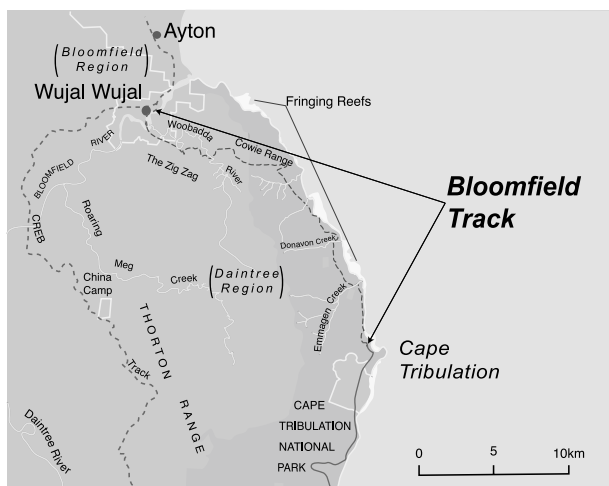 Ayton
(Bloomfield
Region)
Wujal Wujal
Fringing Reefs
Woobadda
River
Cowie Range
The Zig Zag
BLOOMFIELD RIVER
Bloomfield
Track
CREB
Track
Roaring
Meg
Creek
Donavon Creek
(Daintree
Region)
China
Camp
Emmagen Creek
THORTON
RANGE
Cape
Tribulation
CAPE
TRIBULATION
NATIONAL
PARK
Daintree River
0 5 10km